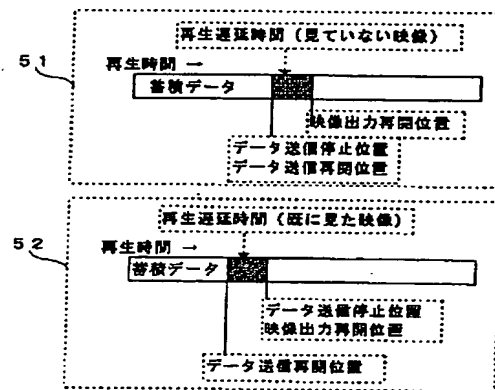 再生遅延時間(見ていない映像)
51
再生時間 →
蓄積データ
映像出力再開位置
データ送信停止位置
データ送信再開位置
再生遅延時間(既に見た映像)
52
再生時間 →
蓄積データ
データ送信停止位置
映像出力再開位置
データ送信再開位置